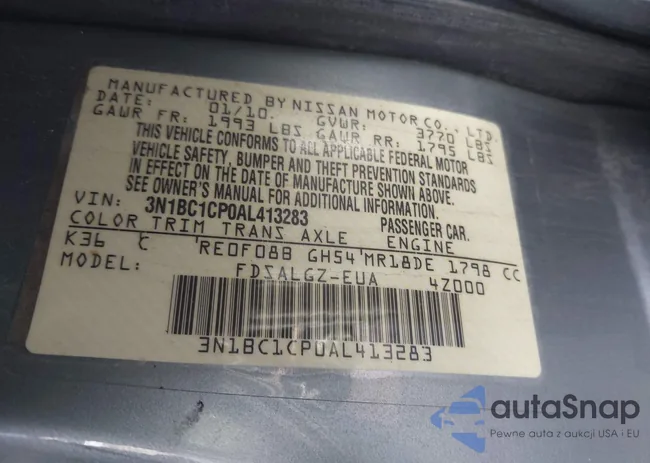 MANUFACTURED BY NISSAN MOTOR CO., LTD.
DATE: 01/10. GVWR: 3770 LBS
GAWR FR: 1993 LBS GAWR RR: 1795 LBS
THIS VEHICLE CONFORMS TO ALL APPLICABLE FEDERAL MOTOR
VEHICLE SAFETY, BUMPER AND THEFT PREVENTION STANDARDS
IN EFFECT ON THE DATE OF MANUFACTURE SHOWN ABOVE.
SEE OWNER'S MANUAL FOR ADDITIONAL INFORMATION.
VIN: 3N1BC1CP0AL413283 PASSENGER CAR.
COLOR TRIM TRANS AXLE ENGINE
K36 C RE0F08B GH54 MR18DE 1798 CC
MODEL: FDSALGZ-EUA 4Z000
3N1BC1CP0AL413283
autaSnap
Pewne auta z aukcji USA i EU